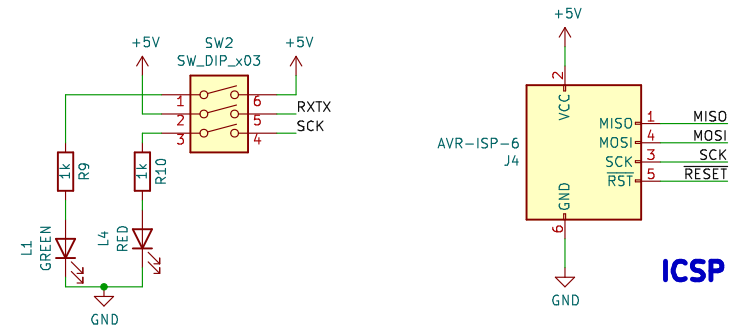 +5V
SW2
SW_DIP_x03
+5V
1
6
2
5
3
4
RXTX
SCK
1k
R9
1k
R10
L1
GREEN
L4
RED
GND
+5V
2
VCC
AVR-ISP-6
J4
MISO
1
MISO
MOSI
4
MOSI
SCK
3
SCK
RST
5
RESET
GND
6
GND
ICSP